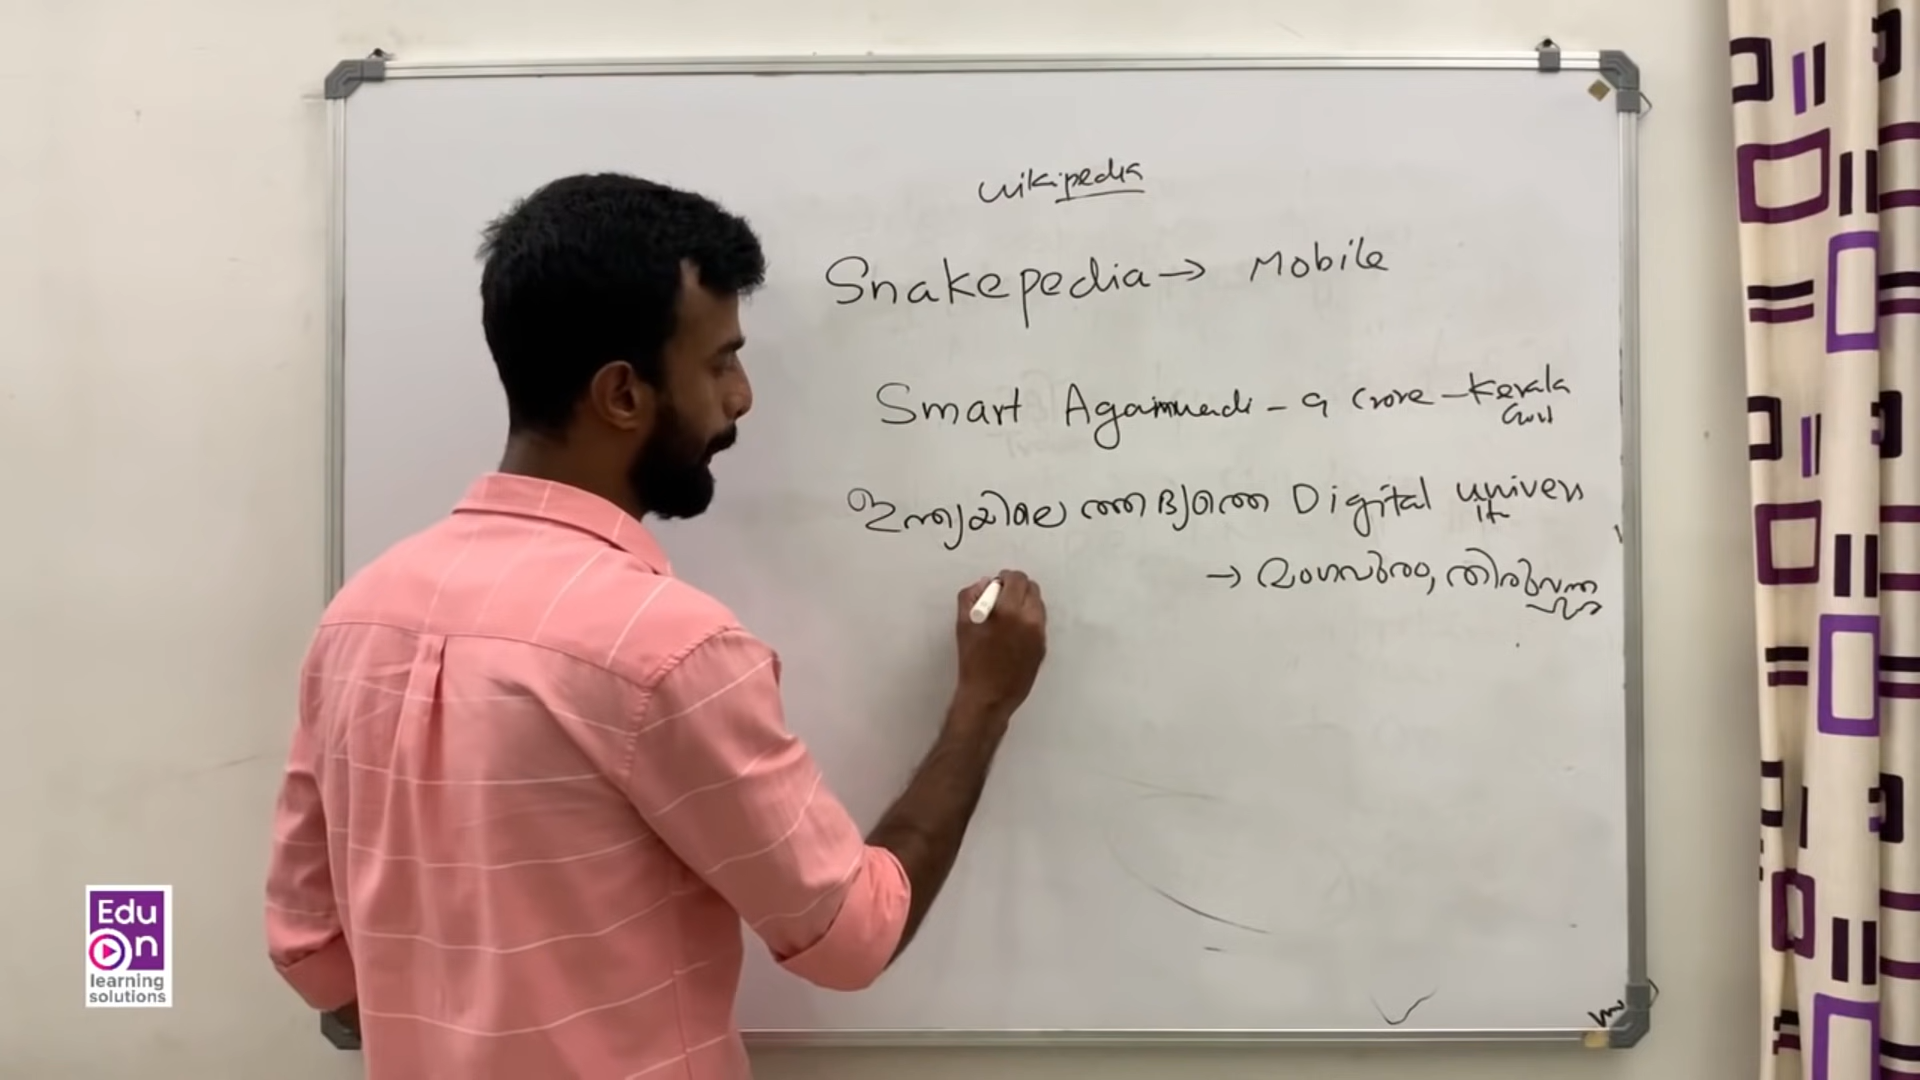 wikipedia
Snakepedia → Mobile
Smart Aganwadi - 9 Crore - Kerala
Govt
ഇന്ത്യയിലെ ആദ്യത്തെ Digital univers
it
→ മംഗലപുരം, തിരുവന
Edu
On
learning
solutions